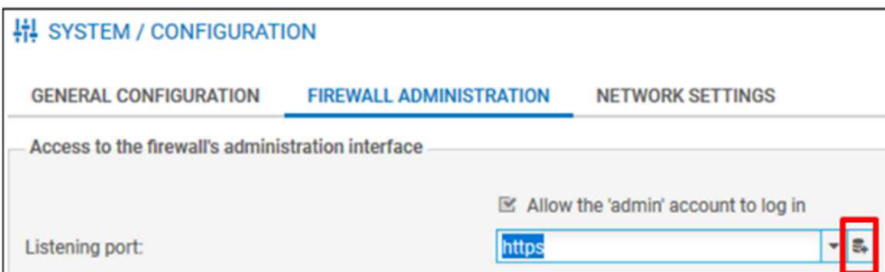 SYSTEM / CONFIGURATION
GENERAL CONFIGURATION FIREWALL ADMINISTRATION NETWORK SETTINGS
Access to the firewall's administration interface
Allow the 'admin' account to log in
Listening port: https